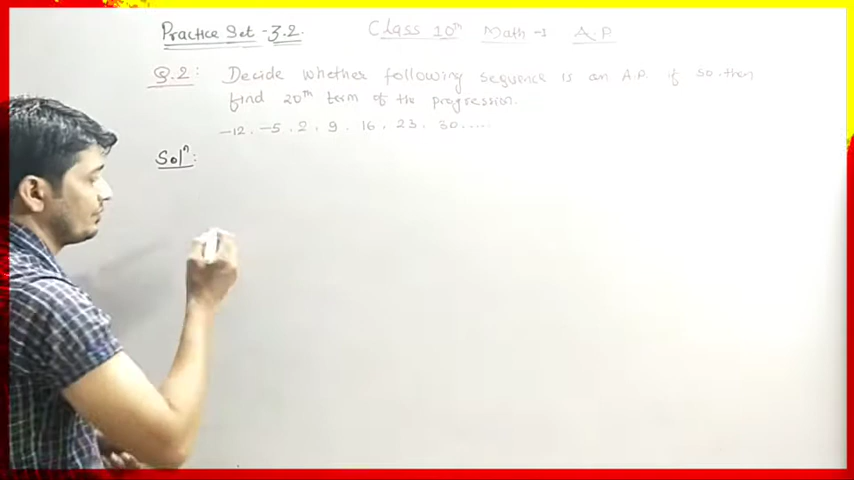 Practice Set - 3.2. Class 10th Math - 1 A.P
Q.2: Decide whether following sequence is an A.P. if so. then
find 20th term of the progression.
-12, -5, 2, 9, 16, 23, 30.....
Solⁿ: